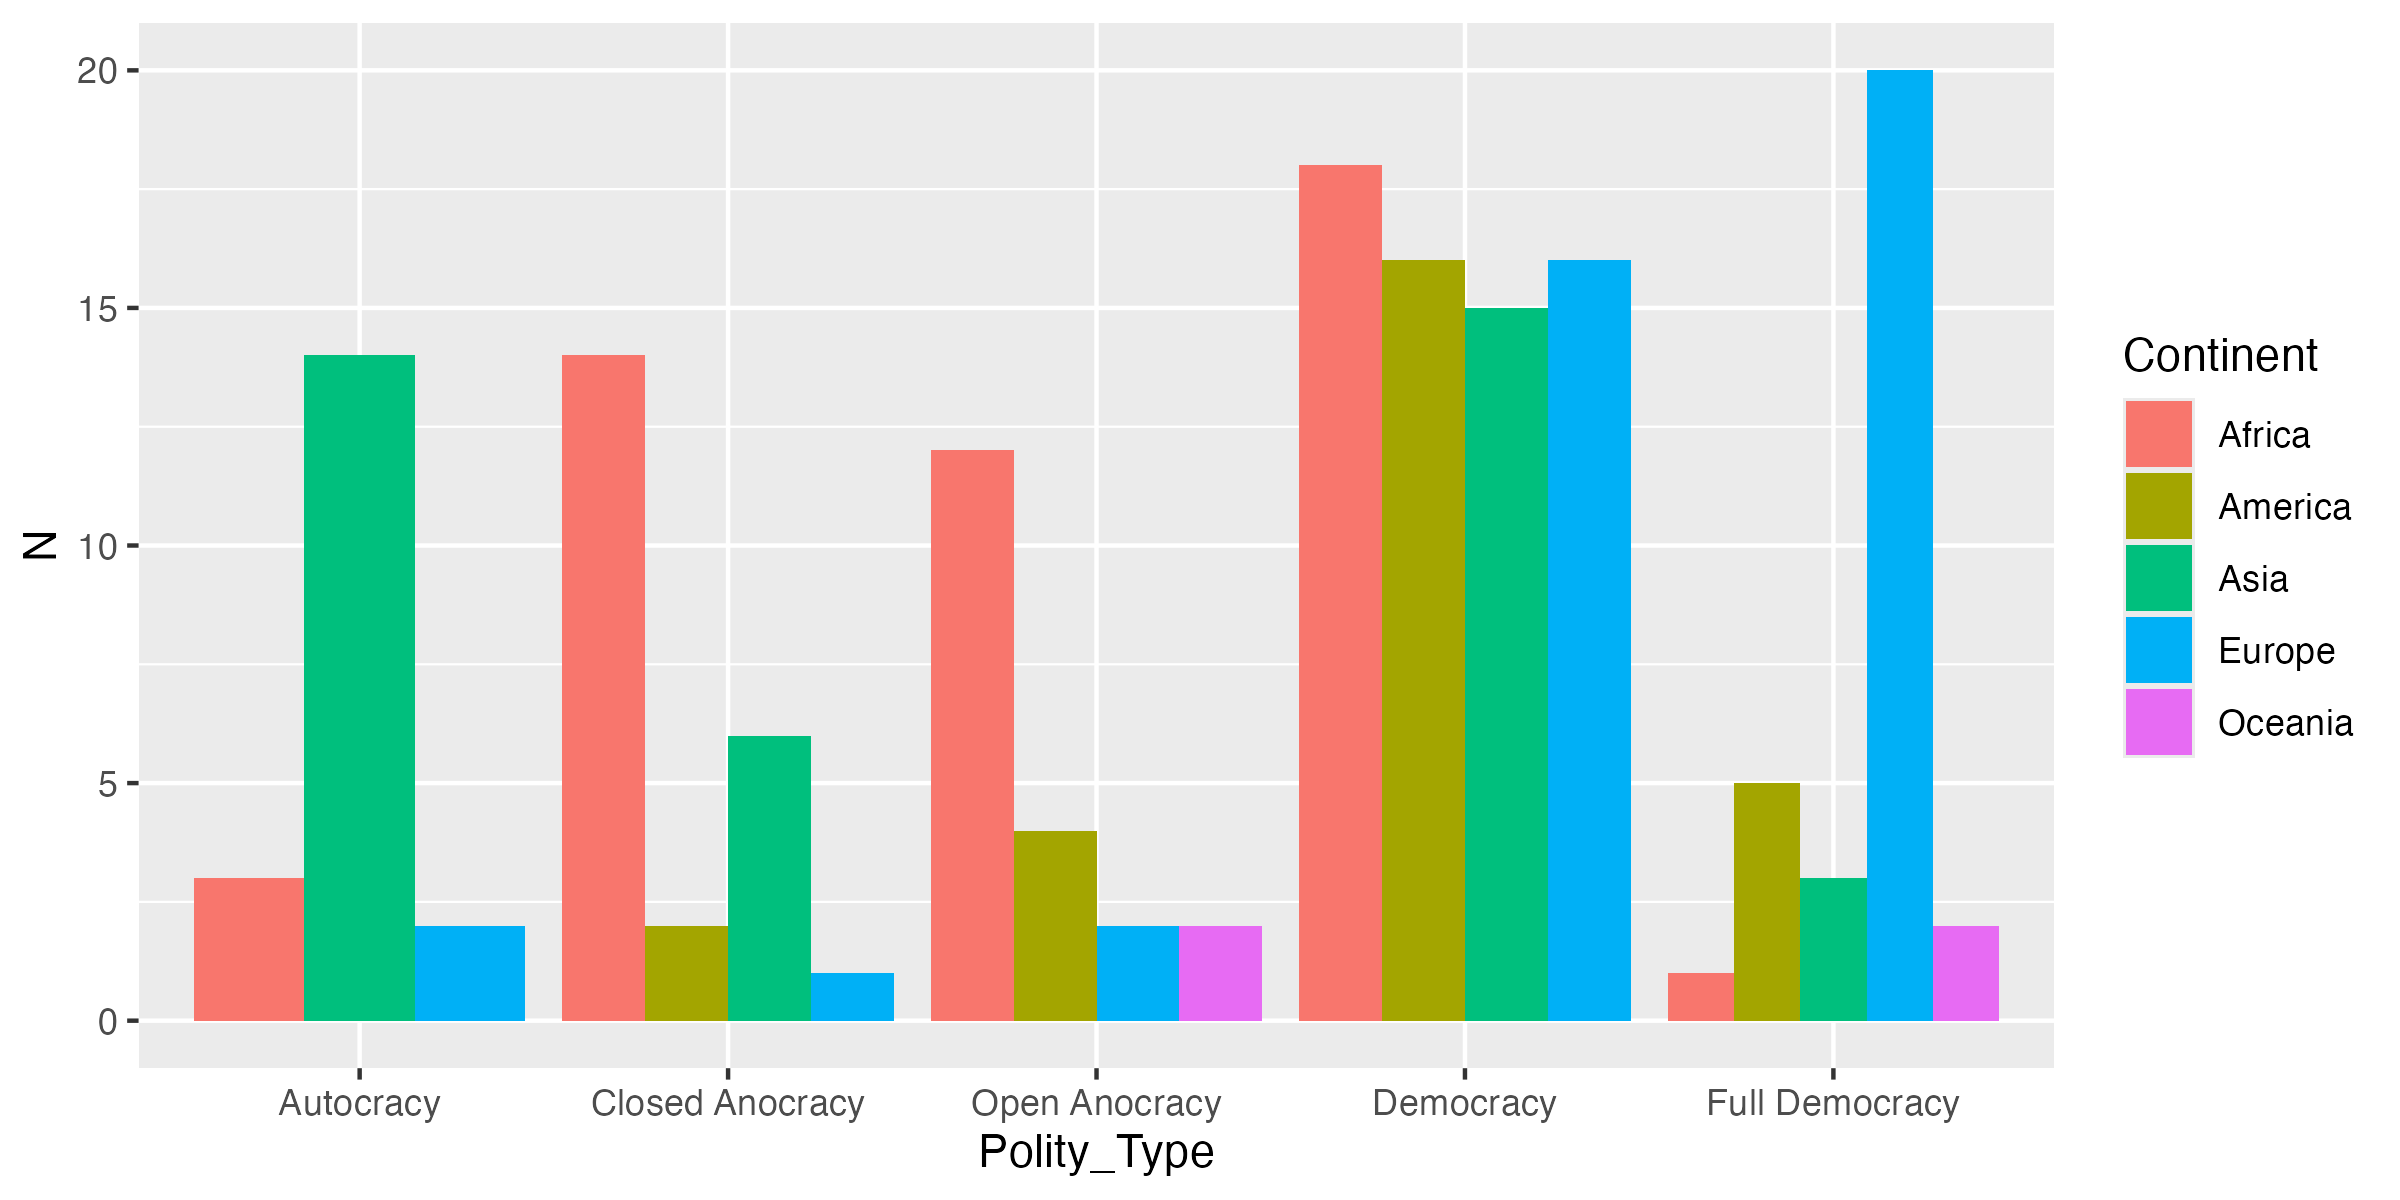 20
15
10
5
0
N
Autocracy
Closed Anocracy
Open Anocracy
Democracy
Full Democracy
Polity_Type
Continent
Africa
America
Asia
Europe
Oceania